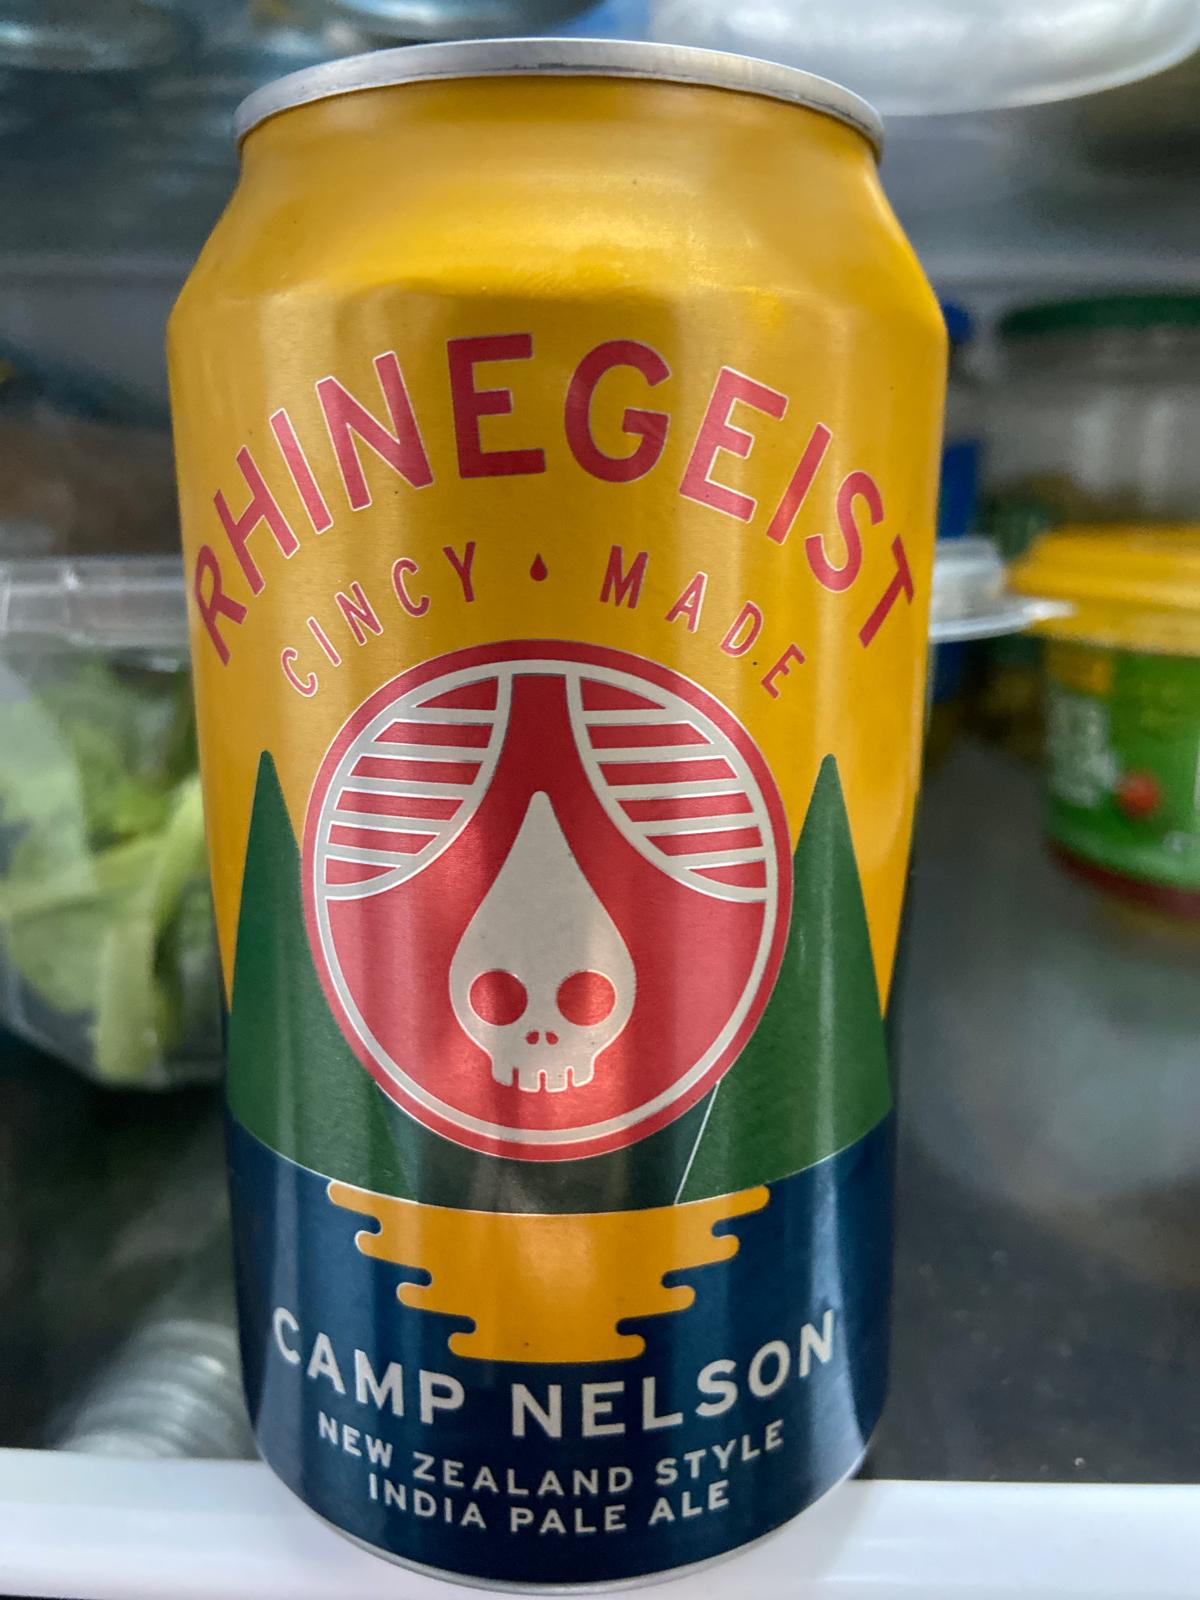 RHINEGEIST
CINCY MADE
CAMP NELSON
NEW ZEALAND STYLE
INDIA PALE ALE